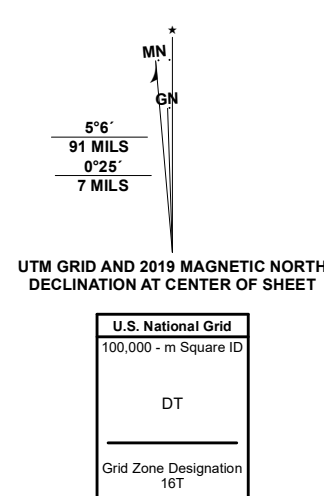 ★
MN
GN
5°6´
91 MILS
0°25´
7 MILS
UTM GRID AND 2019 MAGNETIC NORTH
DECLINATION AT CENTER OF SHEET
U.S. National Grid
100,000 - m Square ID
DT
Grid Zone Designation
16T